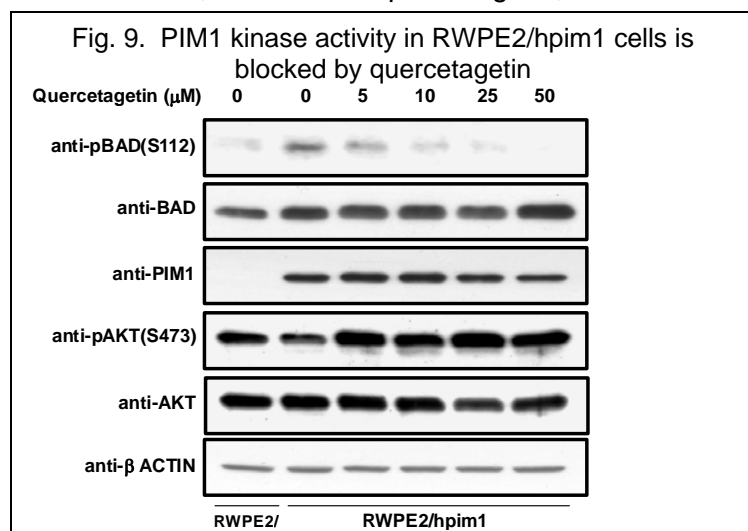 Fig. 9. PIM1 kinase activity in RWPE2/hpim1 cells is
blocked by quercetagetin
Quercetagetin (μM) 0 0 5 10 25 50
anti-pBAD(S112)
anti-BAD
anti-PIM1
anti-pAKT(S473)
anti-AKT
anti-β ACTIN
RWPE2/ RWPE2/hpim1